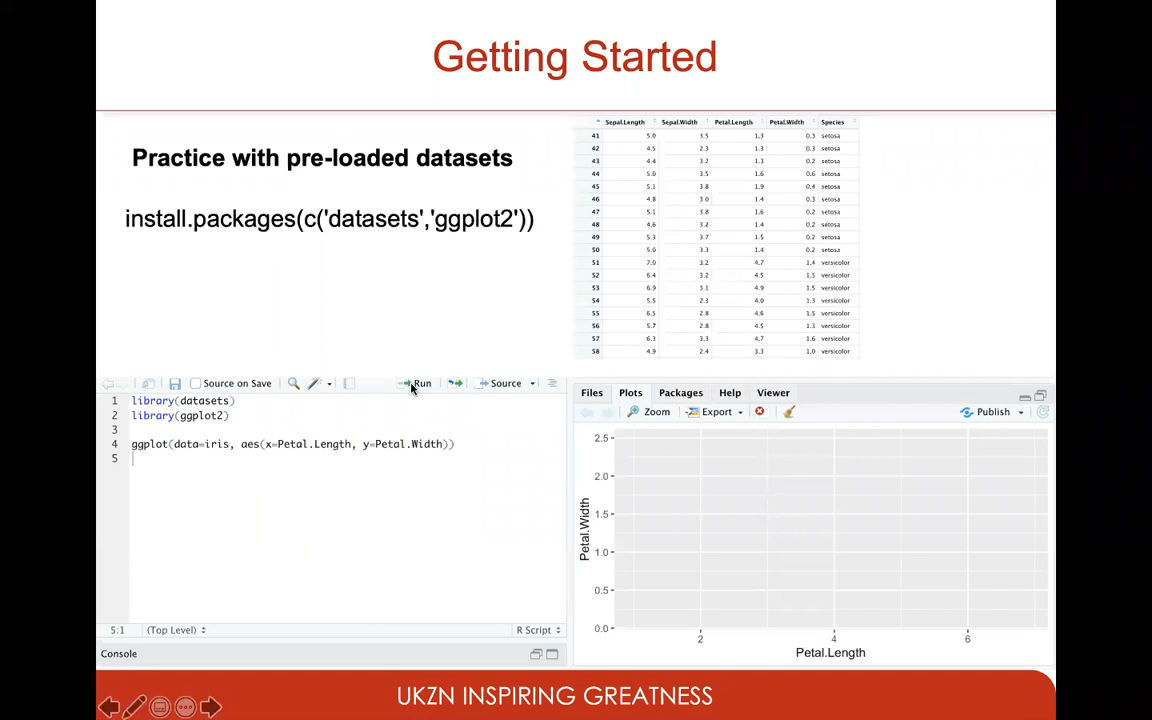 Getting Started
Practice with pre-loaded datasets
install.packages(c('datasets','ggplot2'))
Sepal.Length Sepal.Width Petal.Length Petal.Width Species
41 5.0 3.5 1.3 0.3 setosa
42 4.5 2.3 1.3 0.3 setosa
43 4.4 3.2 1.3 0.2 setosa
44 5.0 3.5 1.6 0.6 setosa
45 5.1 3.8 1.9 0.4 setosa
46 4.8 3.0 1.4 0.3 setosa
47 5.1 3.8 1.6 0.2 setosa
48 4.6 3.2 1.4 0.2 setosa
49 5.3 3.7 1.5 0.2 setosa
50 5.0 3.3 1.4 0.2 setosa
51 7.0 3.2 4.7 1.4 versicolor
52 6.4 3.2 4.5 1.5 versicolor
53 6.9 3.1 4.9 1.5 versicolor
54 5.5 2.3 4.0 1.3 versicolor
55 6.5 2.8 4.6 1.5 versicolor
56 5.7 2.8 4.5 1.3 versicolor
57 6.3 3.3 4.7 1.6 versicolor
58 4.9 2.4 3.3 1.0 versicolor
Source on Save Run Source
1 library(datasets)
2 library(ggplot2)
3
4 ggplot(data=iris, aes(x=Petal.Length, y=Petal.Width))
5
5:1 (Top Level) R Script
Console
Files Plots Packages Help Viewer
Zoom Export Publish
2.5
2.0
1.5
1.0
0.5
0.0
Petal.Width
2 4 6
Petal.Length
UKZN INSPIRING GREATNESS